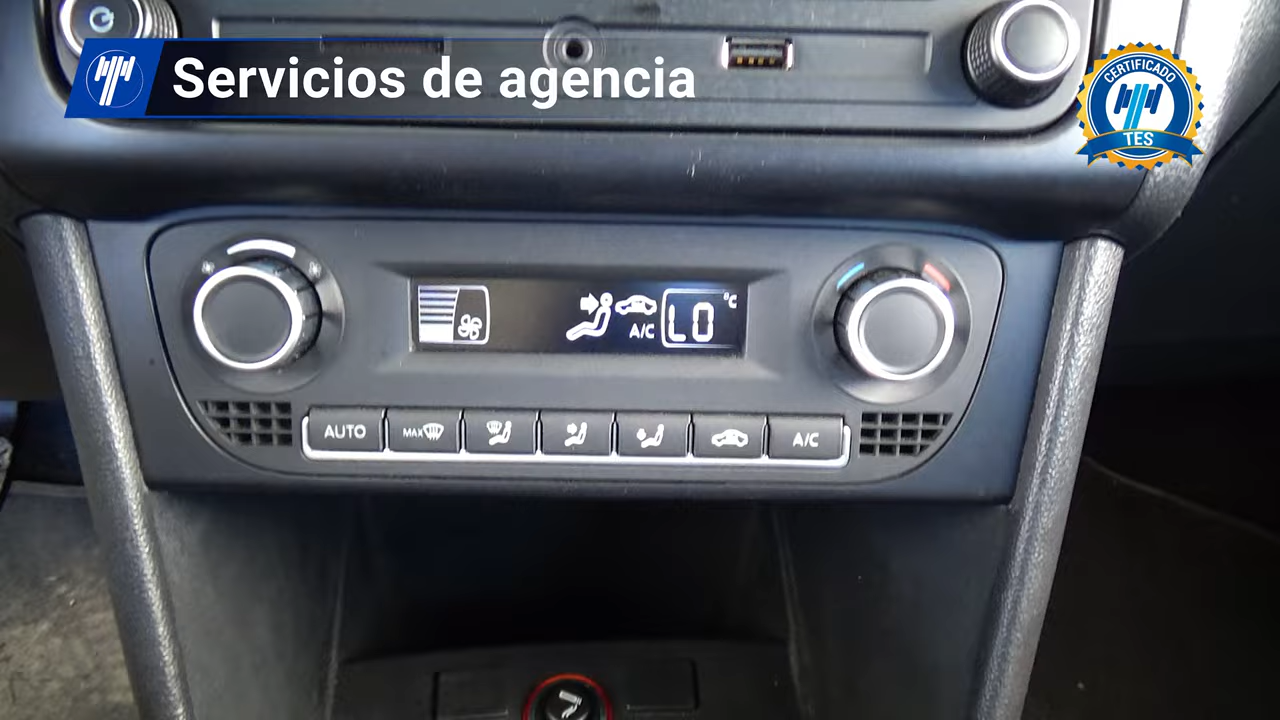 Servicios de agencia
CERTIFICADO
TES
°C
A/C
LO
AUTO
MAX
A/C